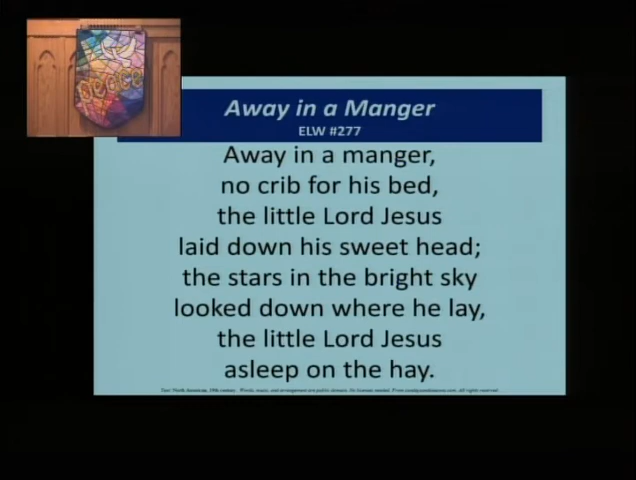 peace
Away in a Manger
ELW #277
Away in a manger,
no crib for his bed,
the little Lord Jesus
laid down his sweet head;
the stars in the bright sky
looked down where he lay,
the little Lord Jesus
asleep on the hay.